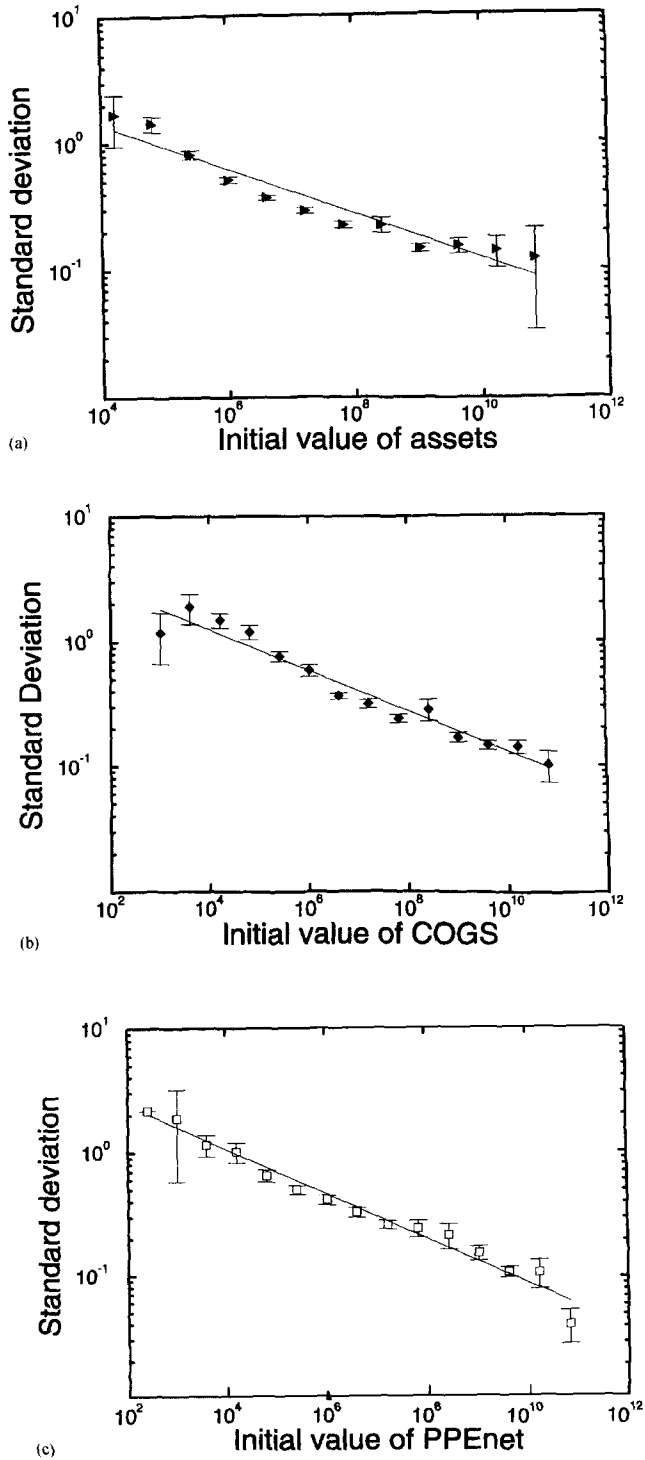 10^1
10^0
10^-1
Standard deviation
10^4 10^6 10^8 10^10 10^12
Initial value of assets
(a)
10^1
10^0
10^-1
Standard Deviation
10^2 10^4 10^6 10^8 10^10 10^12
Initial value of COGS
(b)
10^1
10^0
10^-1
Standard deviation
10^2 10^4 10^6 10^8 10^10 10^12
Initial value of PPEnet
(c)